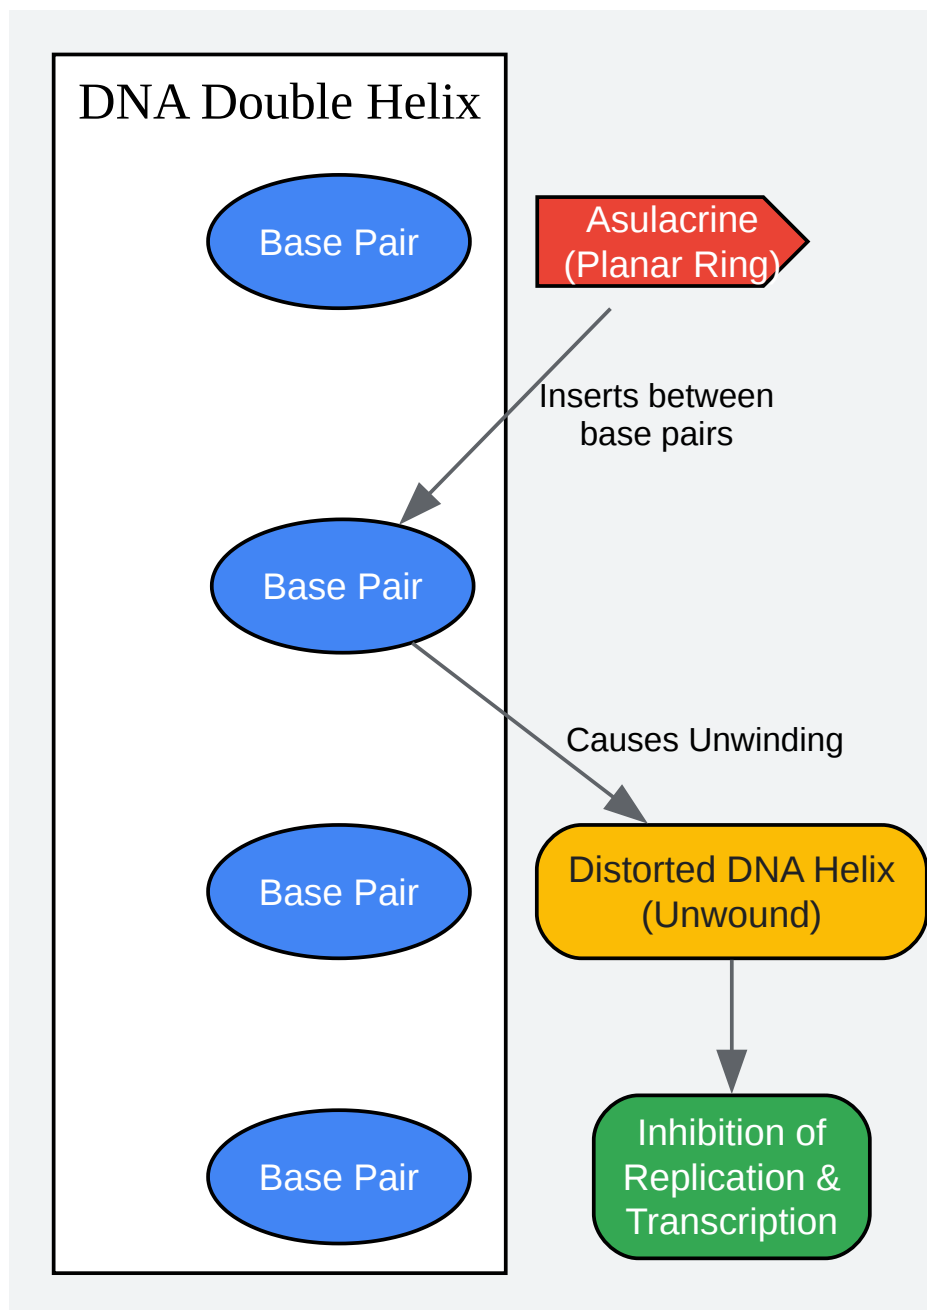 DNA Double Helix
Base Pair
Asulacrine
(Planar Ring)
Inserts between
base pairs
Base Pair
Causes Unwinding
Base Pair
Distorted DNA Helix
(Unwound)
Base Pair
Inhibition of
Replication &
Transcription